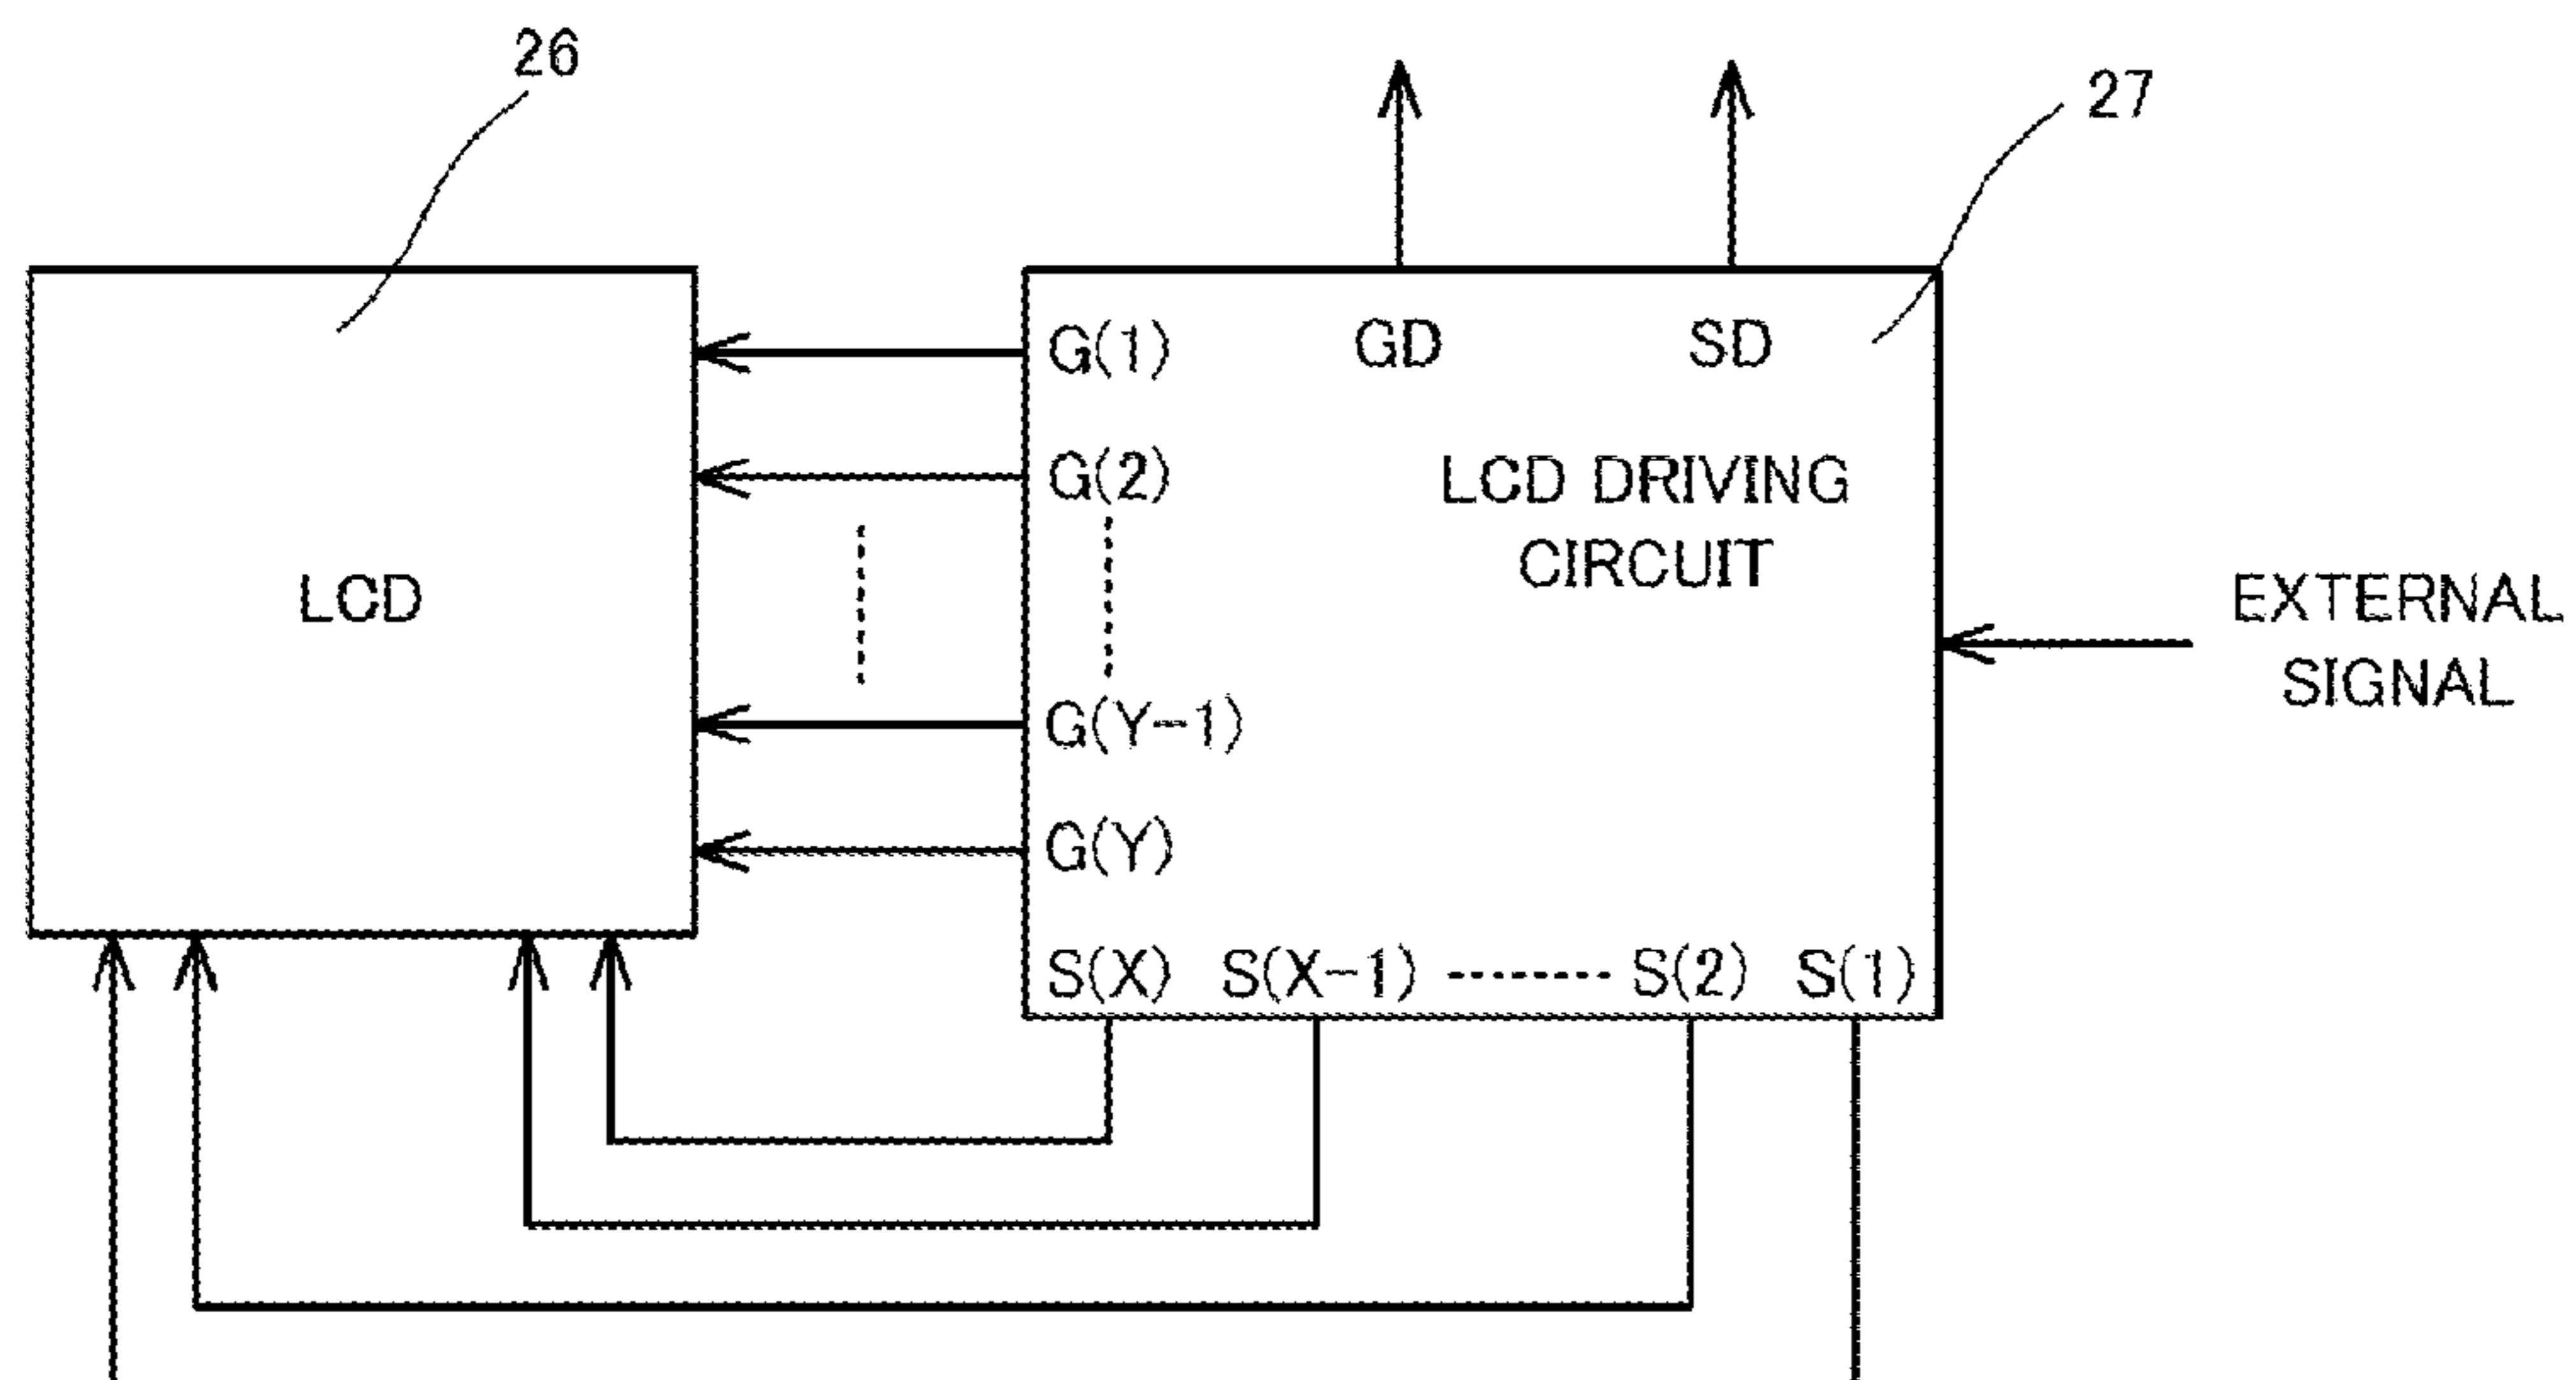 26
27
G(1)
GD
SD
G(2)
LCD DRIVING
CIRCUIT
LCD
EXTERNAL
SIGNAL
G(Y-1)
G(Y)
S(X) S(X-1) S(2) S(1)